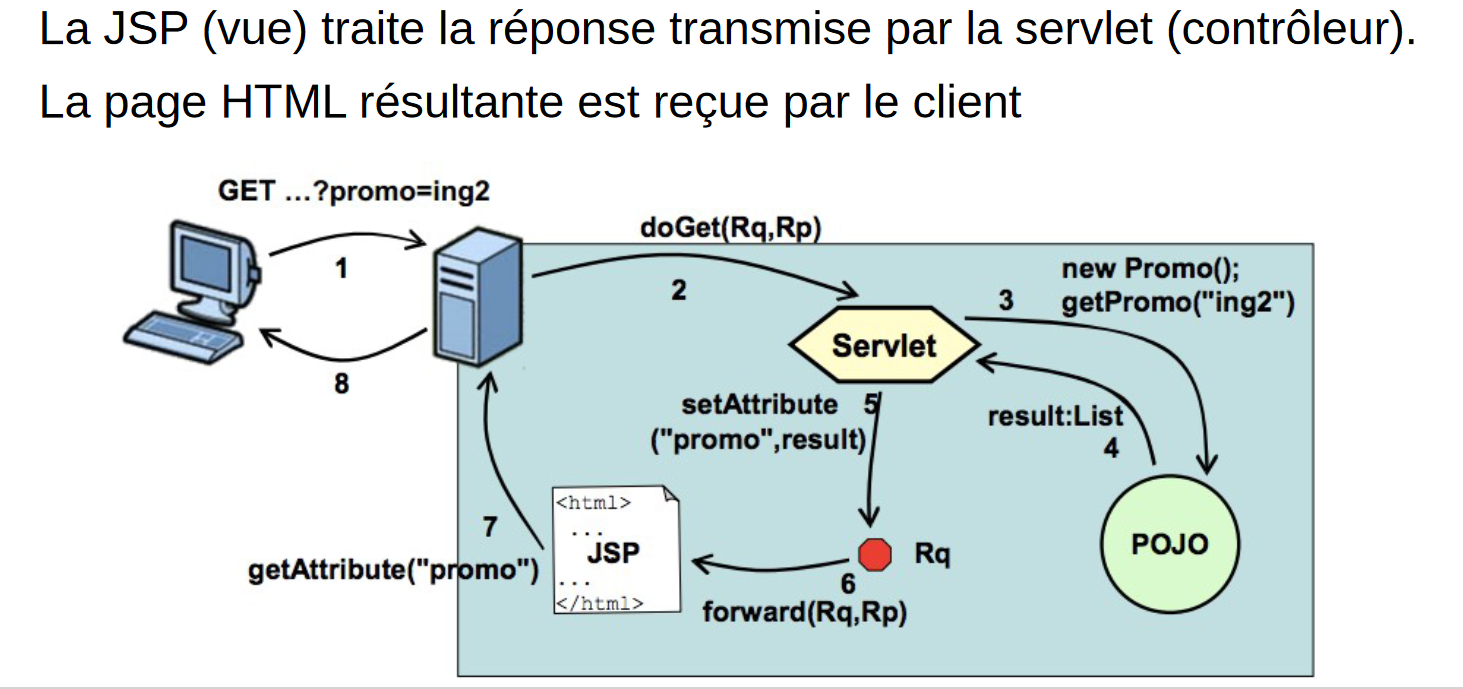 La JSP (vue) traite la réponse transmise par la servlet (contrôleur).
La page HTML résultante est reçue par le client
GET ...?promo=ing2
1
8
doGet(Rq,Rp)
2
Servlet
3
new Promo();
getPromo("ing2")
result:List
4
POJO
setAttribute 5
("promo",result)
Rq
6
forward(Rq,Rp)
<html>
...
JSP
...
</html>
7
getAttribute("promo")